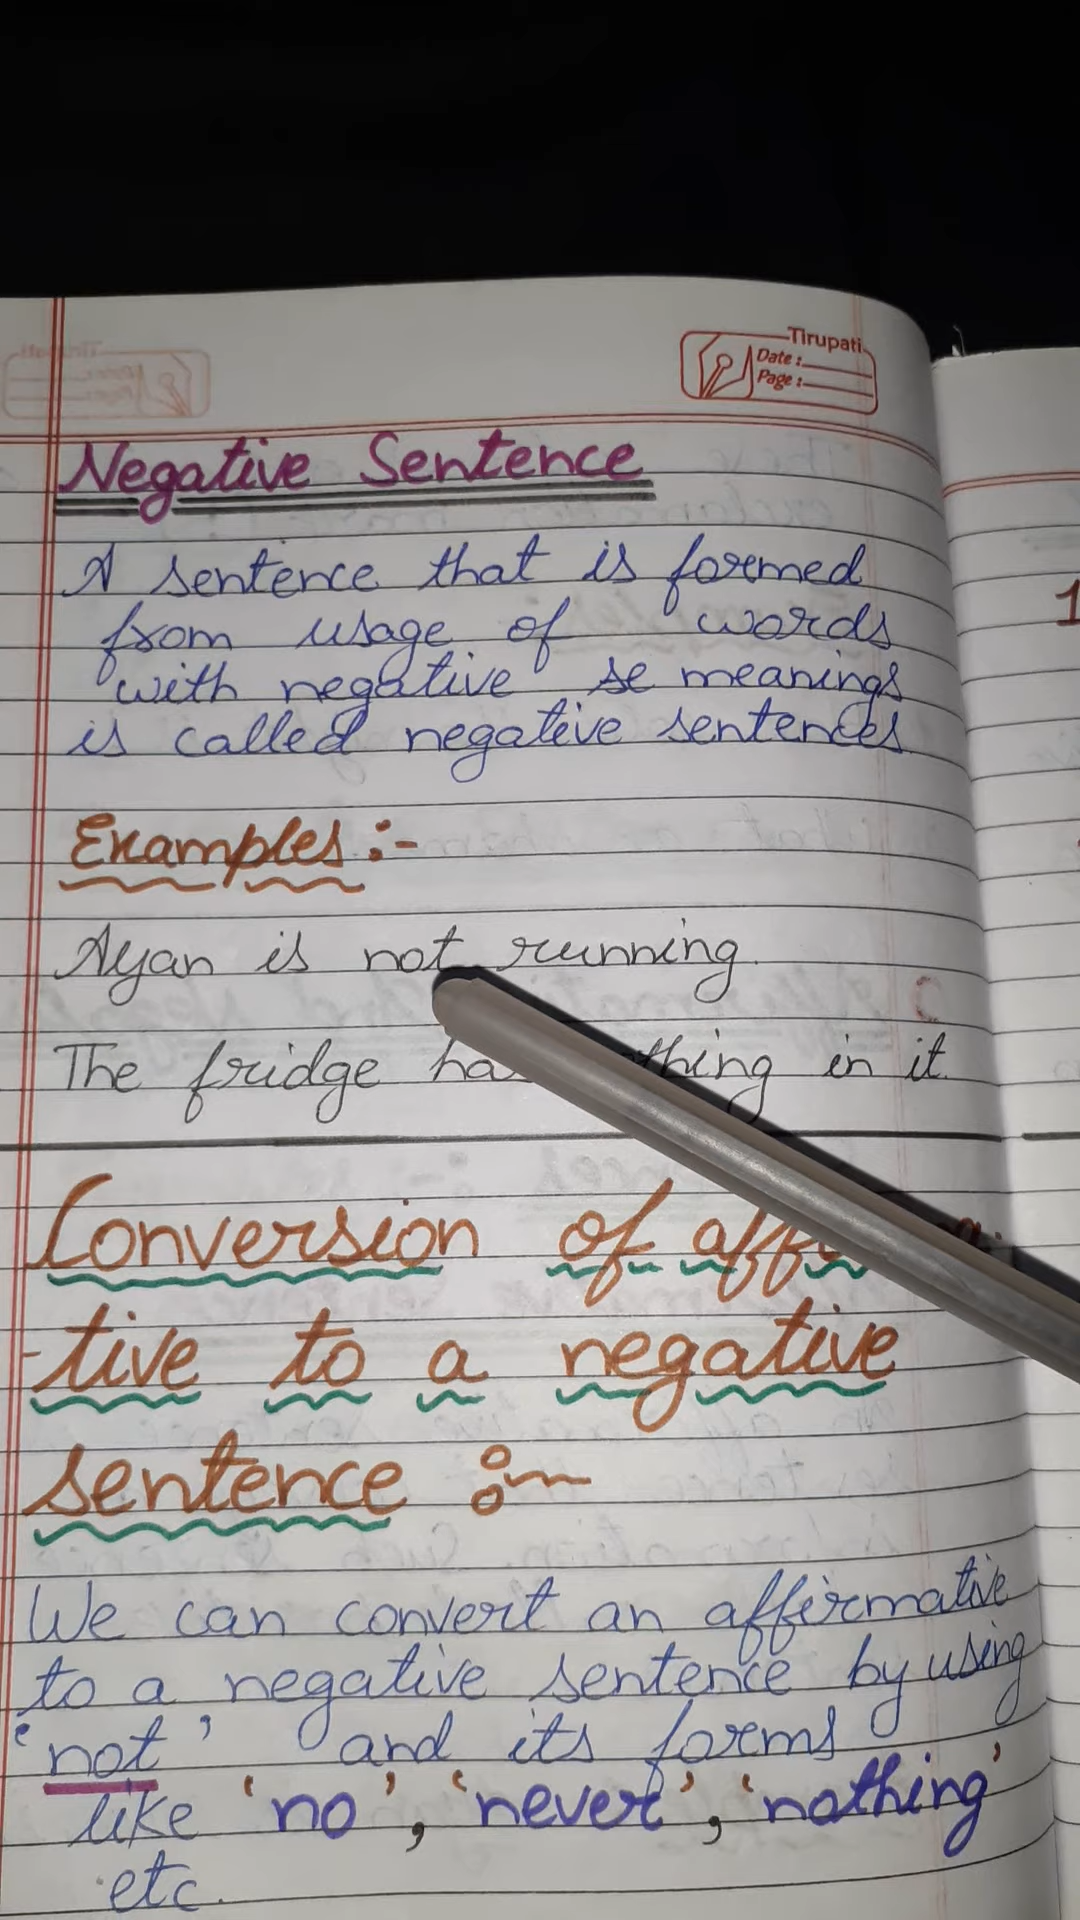 Tirupati
Date:
Page:
Negative Sentence
A sentence that is formed
from usage of words
with negative se meanings
is called negative sentences
Examples:-
Ayan is not running.
The fridge in it.
Conversion of
-tive to a negative
sentence :-
We can convert an affirmative
to a negative sentence by using
'not' and its forms
like 'no', 'never', 'nothing'
etc.
1